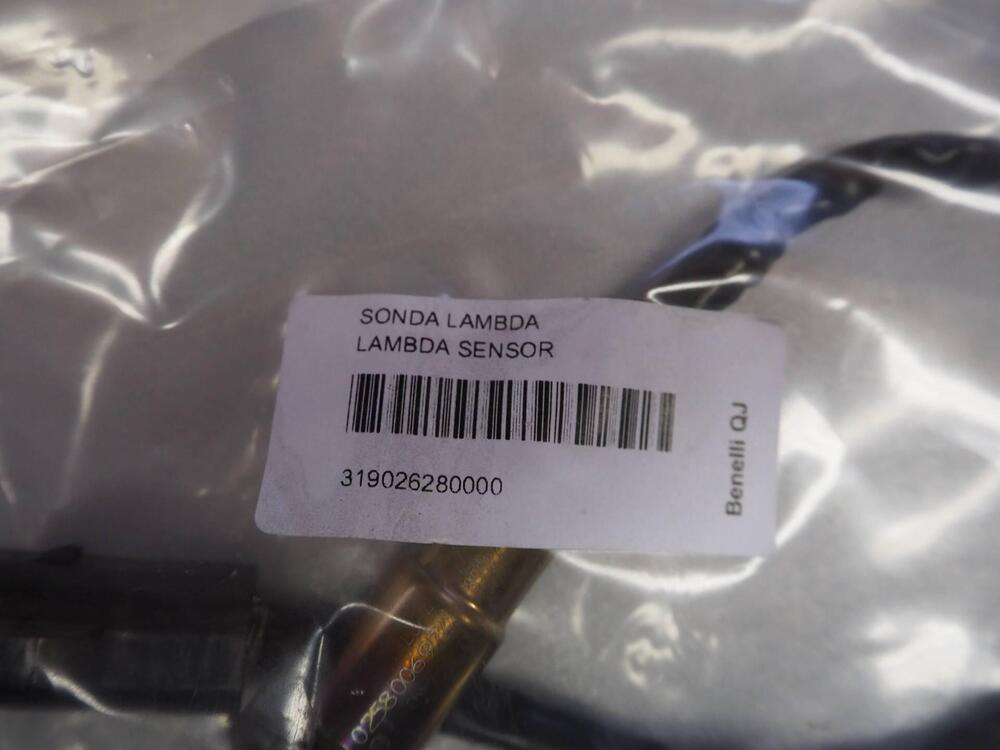 SONDA LAMBDA
LAMBDA SENSOR
319026280000
Benelli QJ